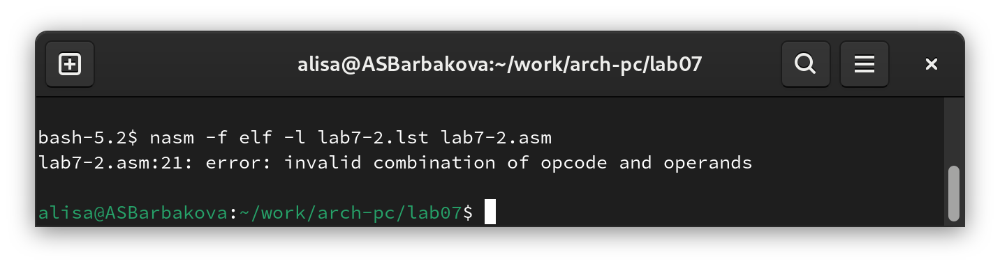 alisa@ASBarbakova:~/work/arch-pc/lab07
bash-5.2$ nasm -f elf -l lab7-2.lst lab7-2.asm
lab7-2.asm:21: error: invalid combination of opcode and operands
alisa@ASBarbakova:~/work/arch-pc/lab07$